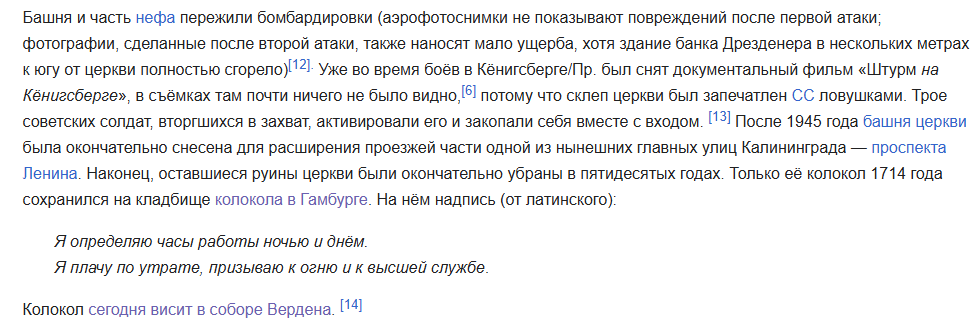 Башня и часть нефа пережили бомбардировки (аэрофотоснимки не показывают повреждений после первой атаки;
фотографии, сделанные после второй атаки, также наносят мало ущерба, хотя здание банка Дрезденера в нескольких метрах
к югу от церкви полностью сгорело)[12]. Уже во время боёв в Кёнигсберге/Пр. был снят документальный фильм «Штурм на
Кёнигсберге», в съёмках там почти ничего не было видно,[6] потому что склеп церкви был запечатлен СС ловушками. Трое
советских солдат, вторгшихся в захват, активировали его и закопали себя вместе с входом. [13] После 1945 года башня церкви
была окончательно снесена для расширения проезжей части одной из нынешних главных улиц Калининграда — проспекта
Ленина. Наконец, оставшиеся руины церкви были окончательно убраны в пятидесятых годах. Только её колокол 1714 года
сохранился на кладбище колокола в Гамбурге. На нём надпись (от латинского):
Я определяю часы работы ночью и днём.
Я плачу по утрате, призываю к огню и к высшей службе.
Колокол сегодня висит в соборе Вердена. [14]